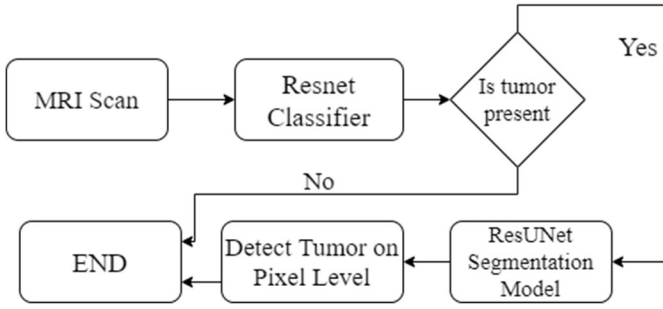 Yes
MRI Scan
Resnet
Classifier
Is tumor
present
No
END
Detect Tumor on
Pixel Level
ResUNet
Segmentation
Model